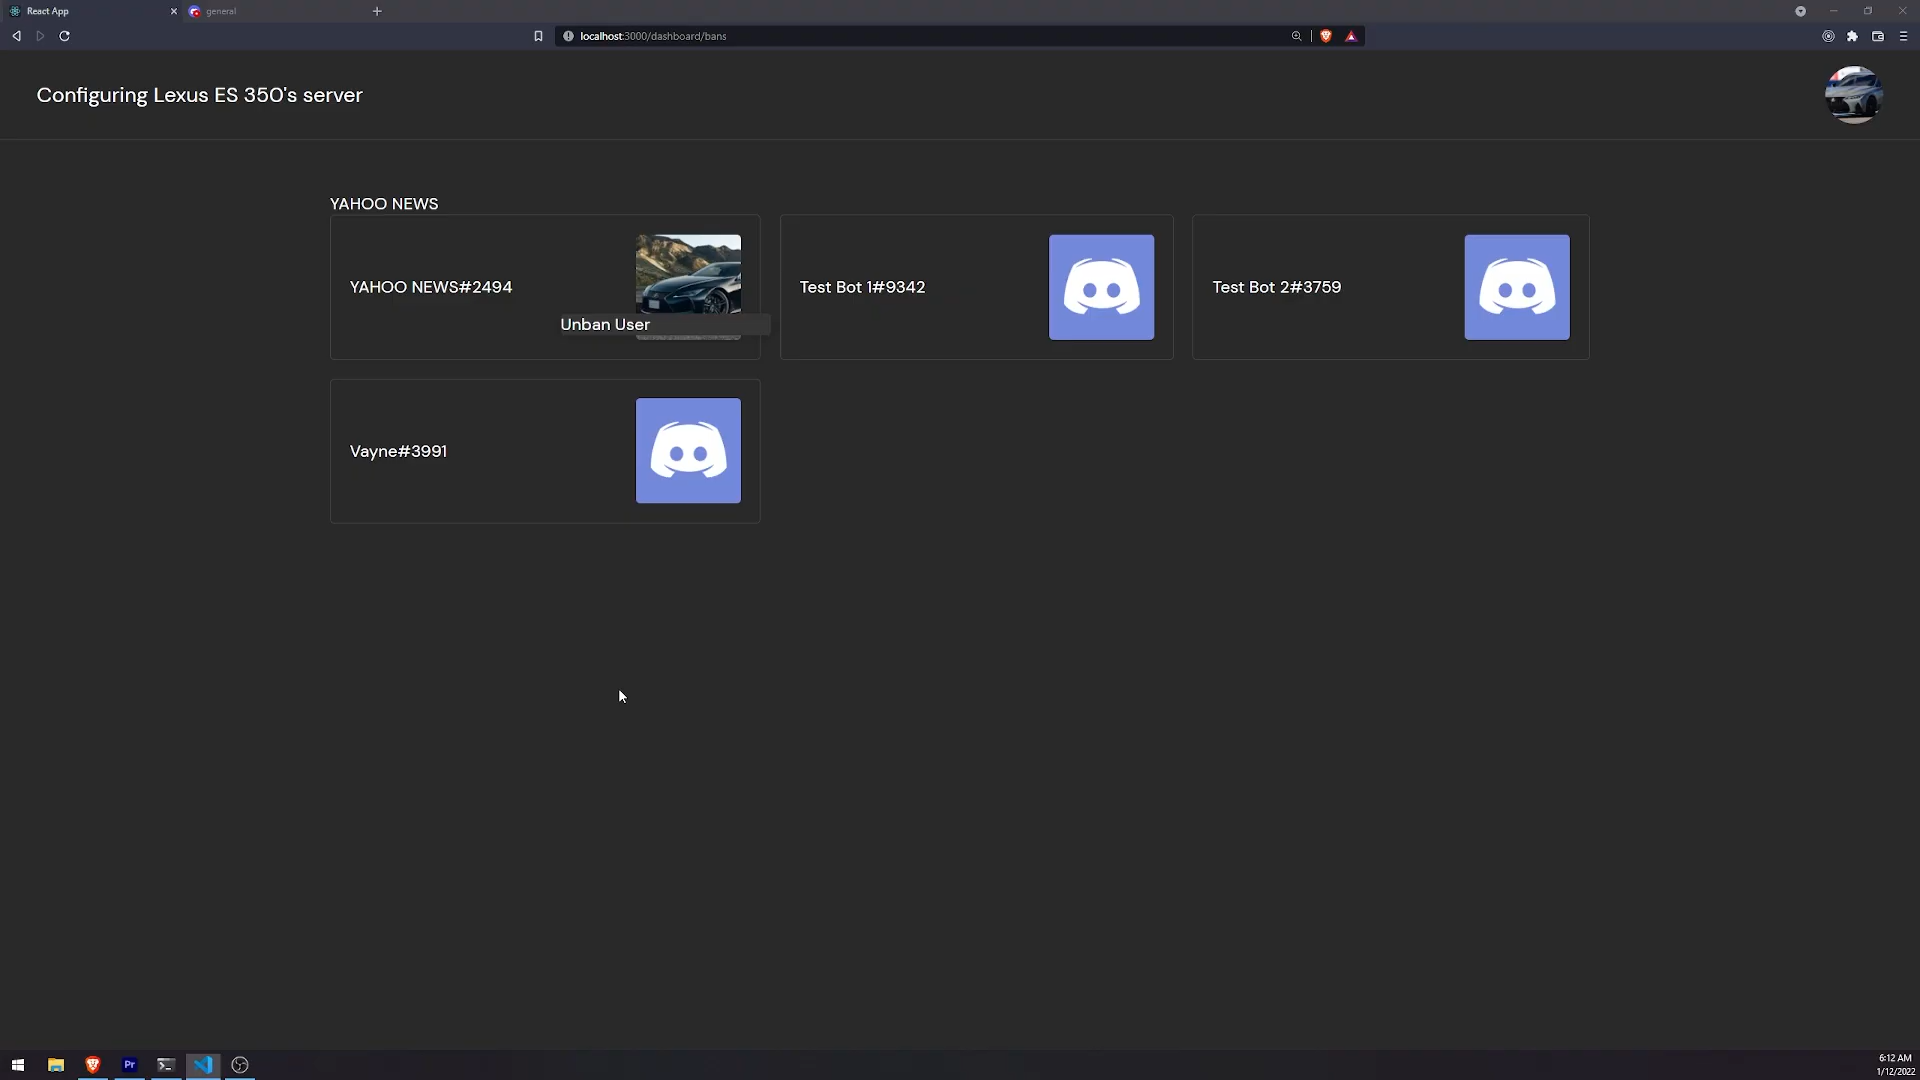 React App
general
localhost:3000/dashboard/bans
Configuring Lexus ES 350's server
YAHOO NEWS
YAHOO NEWS#2494
Unban User
Test Bot 1#9342
Test Bot 2#3759
Vayne#3991
Pr
6:12 AM
1/12/2022